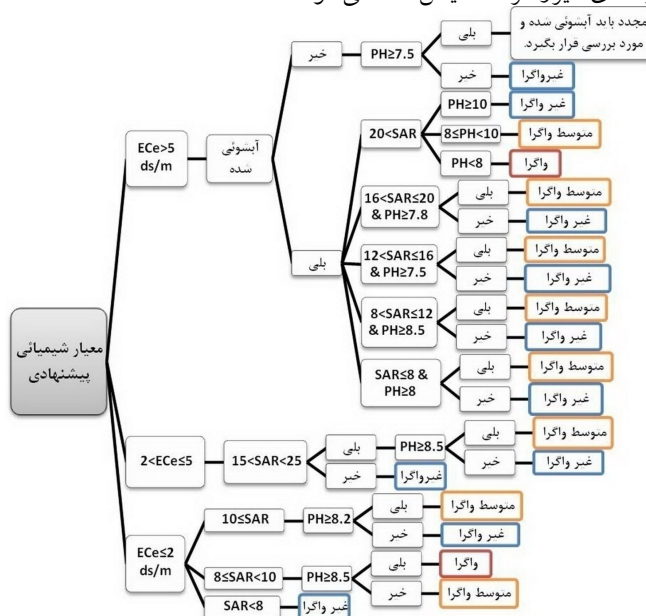 مجدد باید آبشوئی شده و
مورد بررسی قرار بگیرد.
بلی
خیر
PH≥7.5
خیر
غیرواگرا
PH≥10
غیر واگرا
20<SAR
8≤PH<10
متوسط واگرا
PH<8
واگرا
ECe>5
ds/m
آبشوئی
شده
16<SAR≤20
& PH≥7.8
بلی
متوسط واگرا
خیر
غیر واگرا
بلی
12<SAR≤16
& PH≥7.5
بلی
متوسط واگرا
خیر
غیر واگرا
8<SAR≤12
& PH≥8.5
بلی
متوسط واگرا
خیر
غیر واگرا
SAR≤8 &
PH≥8
بلی
متوسط واگرا
خیر
غیر واگرا
معیار شیمیائی
پیشنهادی
2<ECe≤5
15<SAR<25
بلی
PH≥8.5
بلی
متوسط واگرا
خیر
غیر واگرا
خیر
غیرواگرا
ECe≤2
ds/m
10≤SAR
PH≥8.2
بلی
متوسط واگرا
خیر
غیر واگرا
8≤SAR<10
PH≥8.5
بلی
واگرا
خیر
متوسط واگرا
SAR<8
غیر واگرا